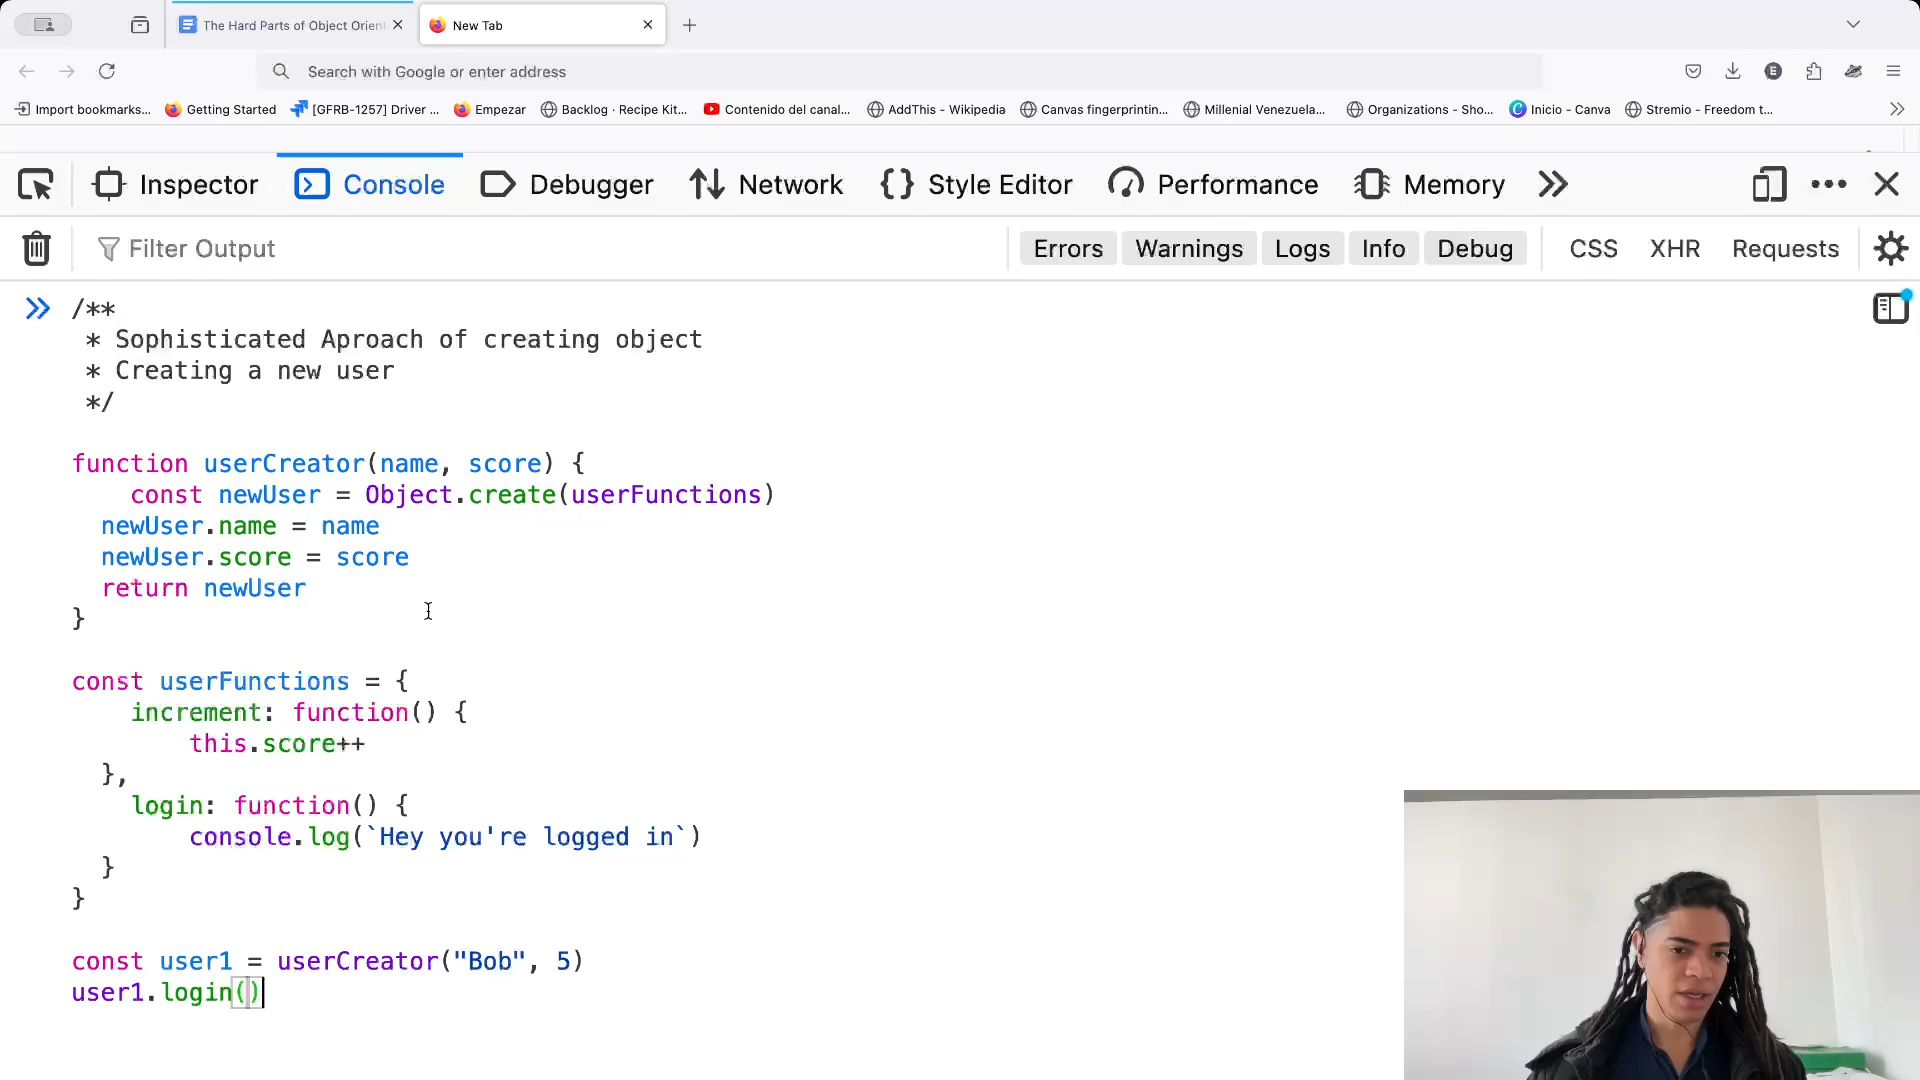 The Hard Parts of Object Orient
New Tab
Search with Google or enter address
E
Import bookmarks...
Getting Started
[GFRB-1257] Driver ...
Empezar
Backlog · Recipe Kit...
Contenido del canal...
AddThis - Wikipedia
Canvas fingerprintin...
Millenial Venezuela...
Organizations - Sho...
Inicio - Canva
Stremio - Freedom t...
Inspector
Console
Debugger
Network
Style Editor
Performance
Memory
Filter Output
Errors
Warnings
Logs
Info
Debug
CSS
XHR
Requests
/**
* Sophisticated Aproach of creating object
* Creating a new user
*/
function userCreator(name, score) {
const newUser = Object.create(userFunctions)
newUser.name = name
newUser.score = score
return newUser
}
const userFunctions = {
increment: function() {
this.score++
},
login: function() {
console.log(`Hey you're logged in`)
}
}
const user1 = userCreator("Bob", 5)
user1.login()